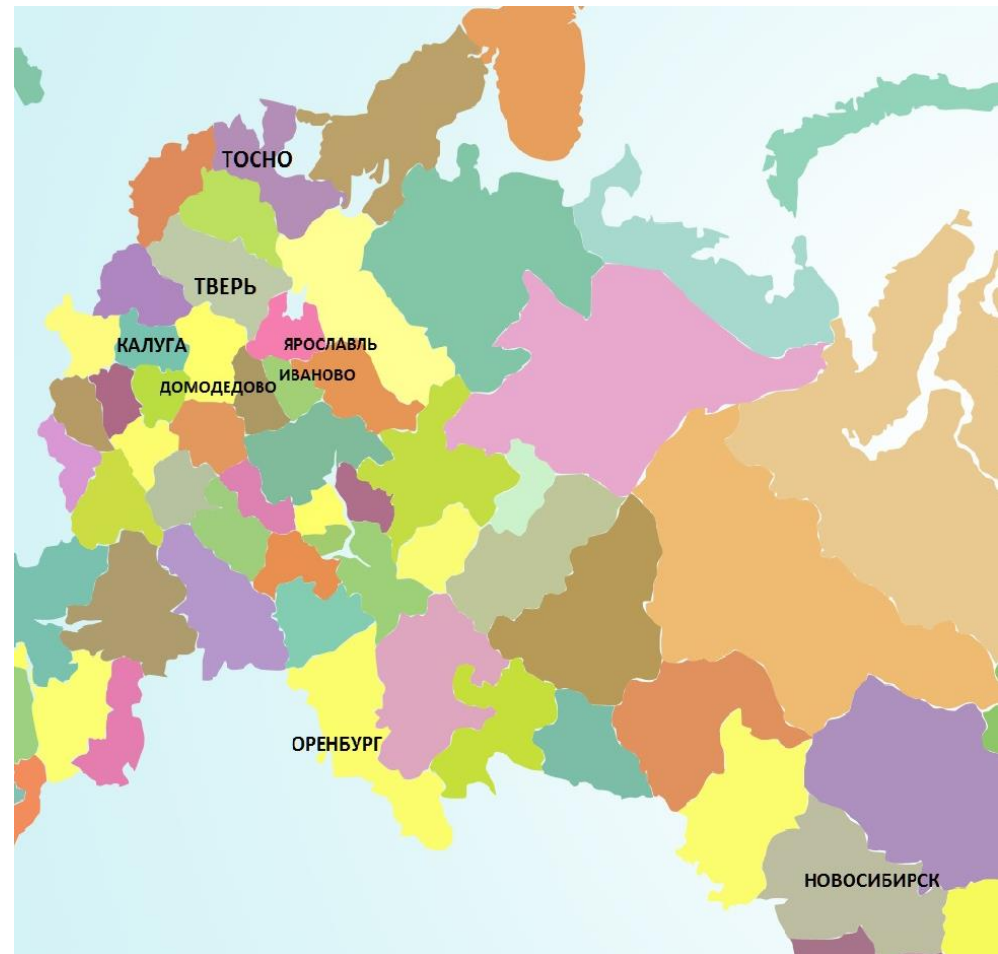 ТОСНО
ТВЕРЬ
КАЛУГА
ЯРОСЛАВЛЬ
ИВАНОВО
ДОМОДЕДОВО
ОРЕНБУРГ
НОВОСИБИРСК